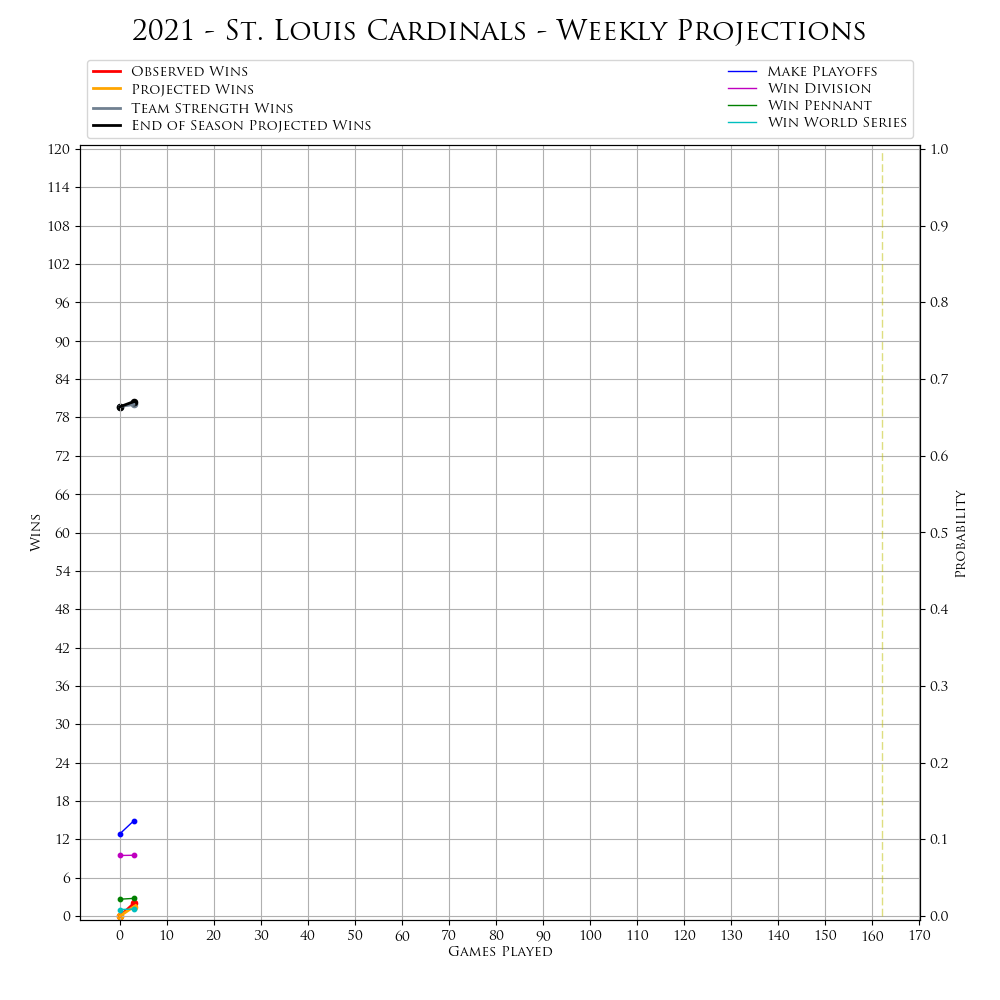 2021 - St. Louis Cardinals - Weekly Projections
Observed Wins
Projected Wins
Team Strength Wins
End of Season Projected Wins
Make Playoffs
Win Division
Win Pennant
Win World Series
120
114
108
102
96
90
84
78
72
66
60
54
48
42
36
30
24
18
12
6
0
Wins
1.0
0.9
0.8
0.7
0.6
0.5
0.4
0.3
0.2
0.1
0.0
Probability
0 10 20 30 40 50 60 70 80 90 100 110 120 130 140 150 160 170
Games Played